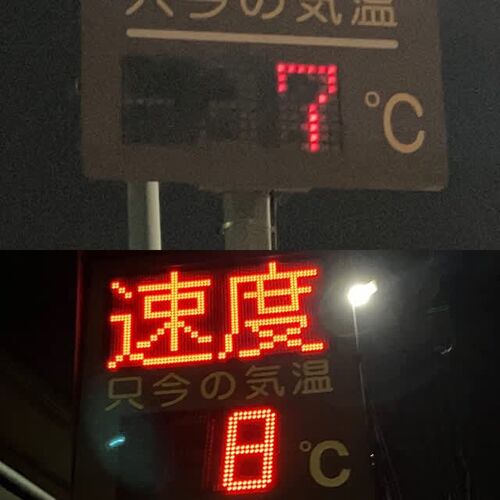 只今の気温
7 ℃
速度
只今の気温
8 ℃